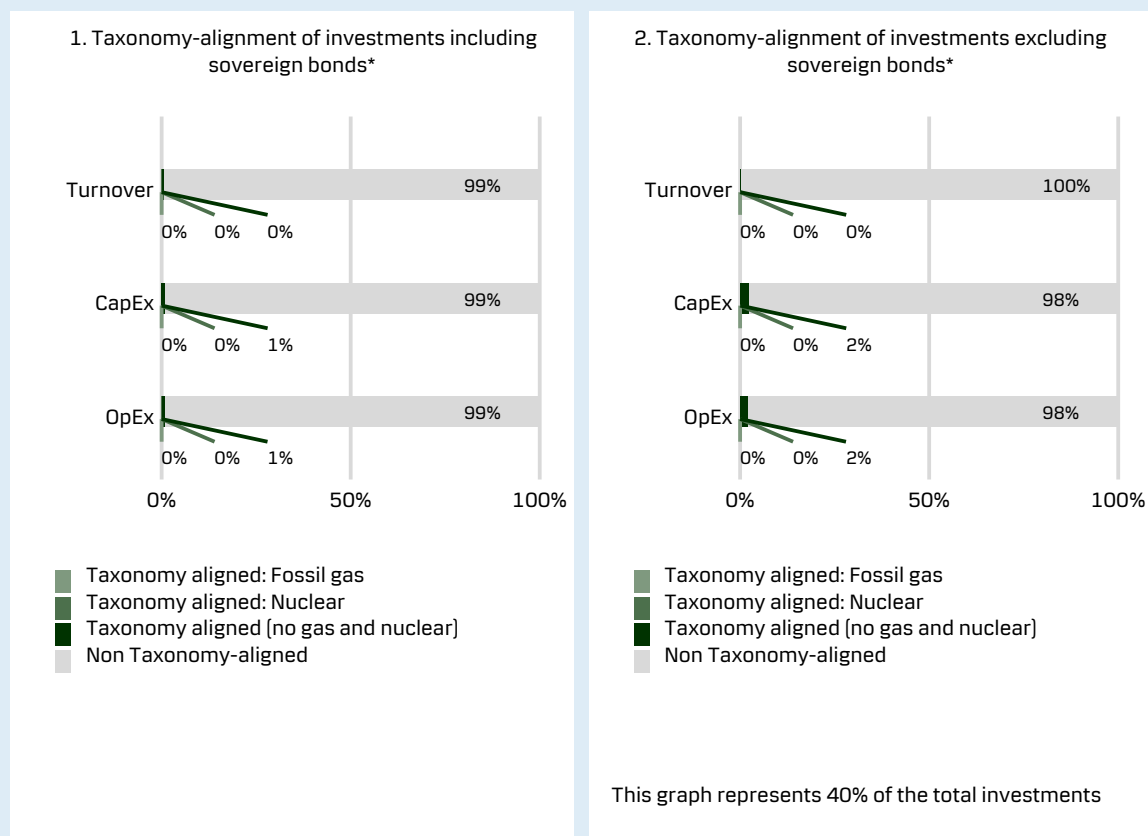 1. Taxonomy-alignment of investments including
sovereign bonds*
Turnover
99%
0% 0% 0%
CapEx
99%
0% 0% 1%
OpEx
99%
0% 0% 1%
0% 50% 100%
Taxonomy aligned: Fossil gas
Taxonomy aligned: Nuclear
Taxonomy aligned (no gas and nuclear)
Non Taxonomy-aligned
2. Taxonomy-alignment of investments excluding
sovereign bonds*
Turnover
100%
0% 0% 0%
CapEx
98%
0% 0% 2%
OpEx
98%
0% 0% 2%
0% 50% 100%
Taxonomy aligned: Fossil gas
Taxonomy aligned: Nuclear
Taxonomy aligned (no gas and nuclear)
Non Taxonomy-aligned
This graph represents 40% of the total investments